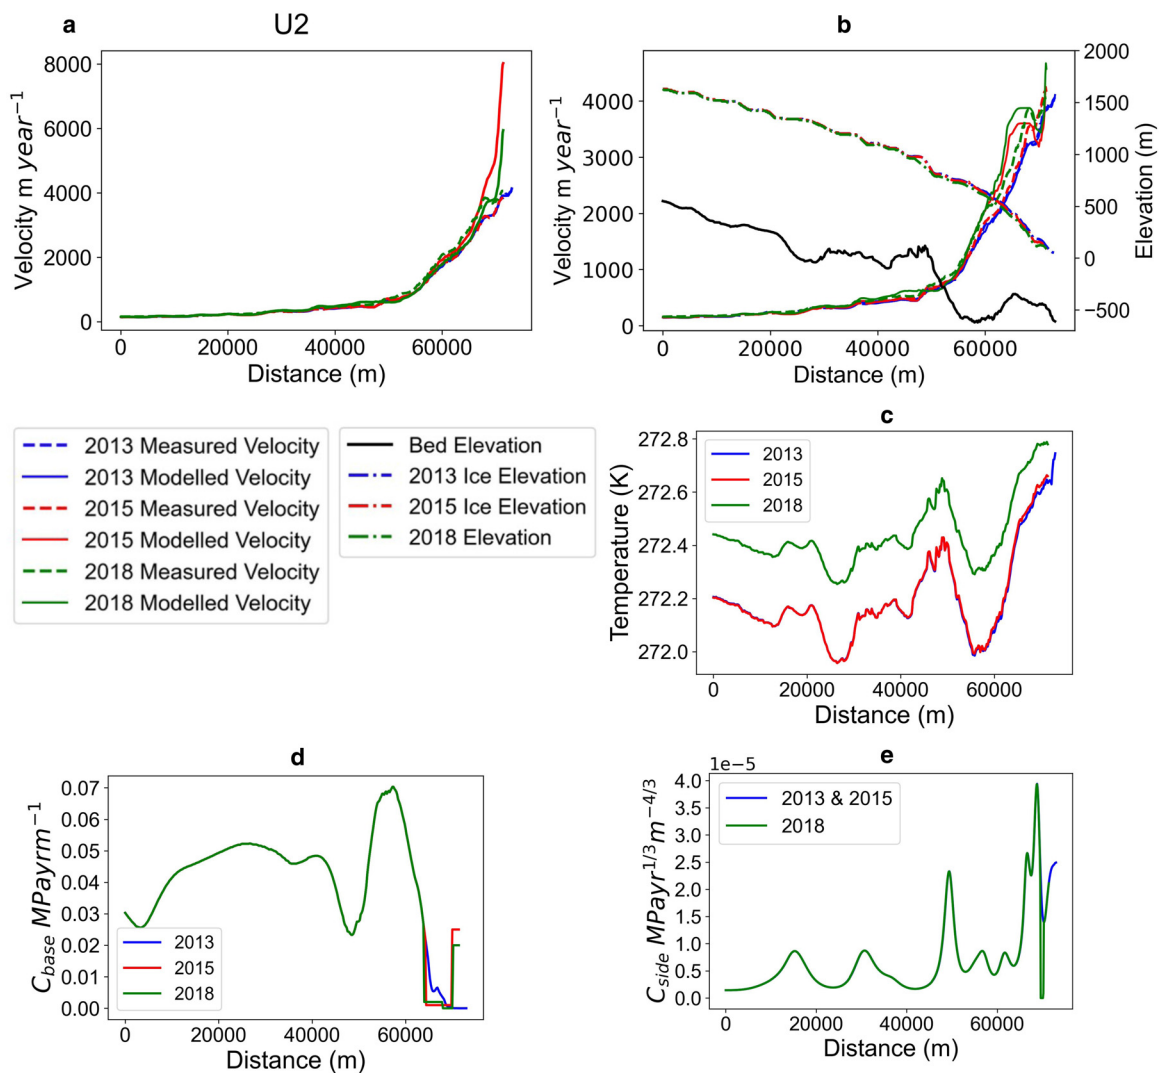 a
U2
b
8000
6000
4000
2000
0
Velocity m year⁻¹
0
20000
40000
60000
Distance (m)
4000
3000
2000
1000
0
Velocity m year⁻¹
2000
1500
1000
500
0
−500
Elevation (m)
0
20000
40000
60000
Distance (m)
2013 Measured Velocity
2013 Modelled Velocity
2015 Measured Velocity
2015 Modelled Velocity
2018 Measured Velocity
2018 Modelled Velocity
Bed Elevation
2013 Ice Elevation
2015 Ice Elevation
2018 Elevation
c
272.8
272.6
272.4
272.2
272.0
Temperature (K)
2013
2015
2018
0
20000
40000
60000
Distance (m)
d
0.07
0.06
0.05
0.04
0.03
0.02
0.01
0.00
C_base MPayrm⁻¹
2013
2015
2018
0
20000
40000
60000
Distance (m)
e
1e−5
4.0
3.5
3.0
2.5
2.0
1.5
1.0
0.5
0.0
C_side MPayr^1/3 m^−4/3
2013 & 2015
2018
0
20000
40000
60000
Distance (m)